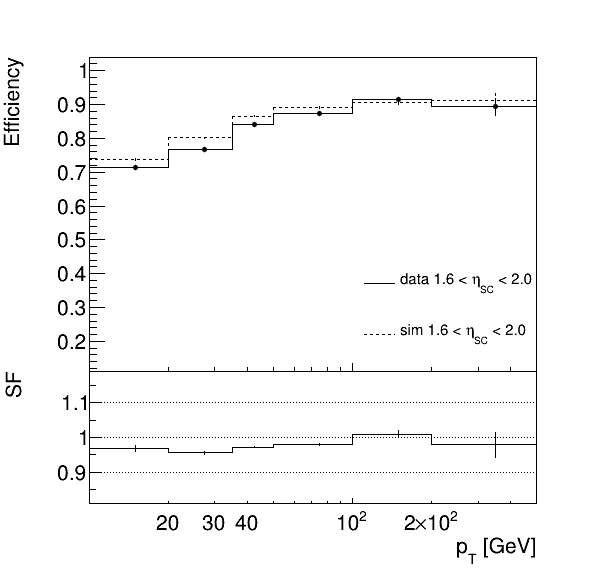 Efficiency
1
0.9
0.8
0.7
0.6
0.5
0.4
0.3
0.2
data 1.6 < η_SC < 2.0
sim 1.6 < η_SC < 2.0
SF
1.1
1
0.9
20 30 40 10² 2×10²
p_T [GeV]